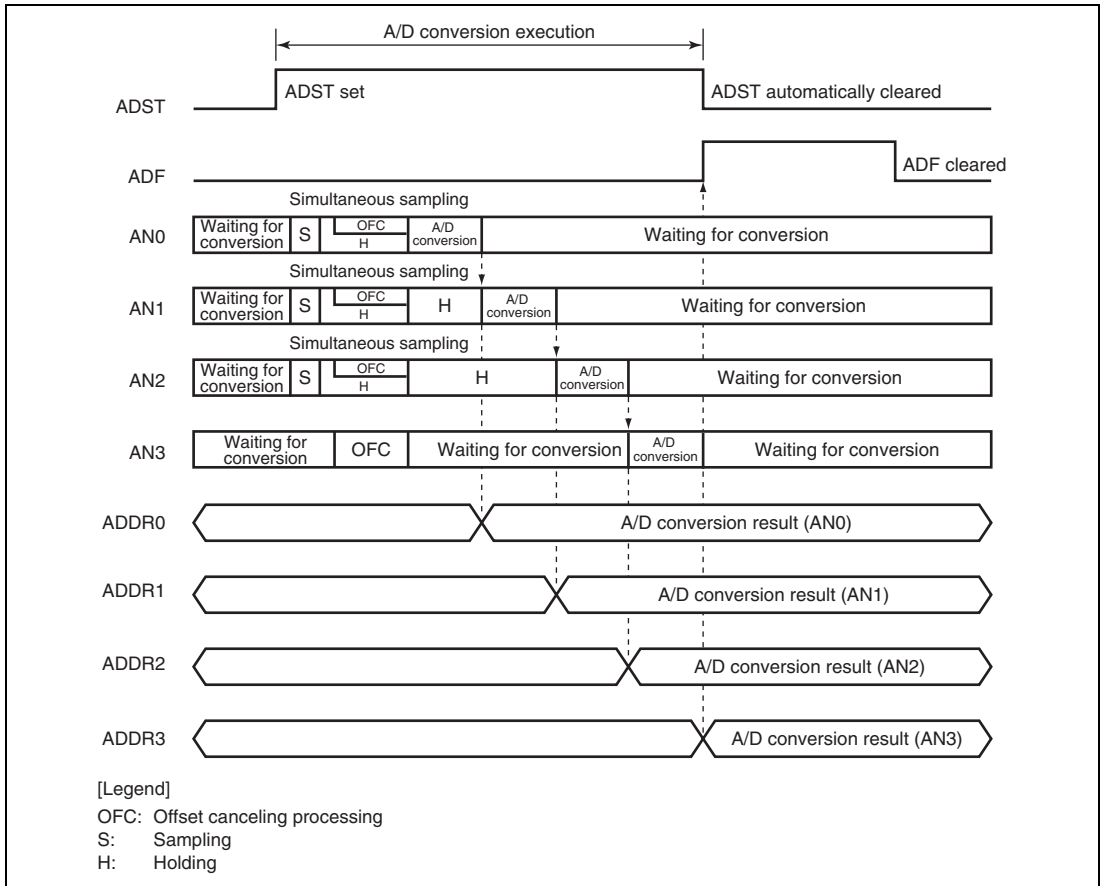 A/D conversion execution
ADST
ADST set
ADST automatically cleared
ADF
ADF cleared
Simultaneous sampling
AN0
Waiting for
conversion
S
OFC
H
A/D
conversion
Waiting for conversion
Simultaneous sampling
AN1
Waiting for
conversion
S
OFC
H
H
A/D
conversion
Waiting for conversion
Simultaneous sampling
AN2
Waiting for
conversion
S
OFC
H
H
A/D
conversion
Waiting for conversion
AN3
Waiting for
conversion
OFC
Waiting for conversion
A/D
conversion
Waiting for conversion
ADDR0
A/D conversion result (AN0)
ADDR1
A/D conversion result (AN1)
ADDR2
A/D conversion result (AN2)
ADDR3
A/D conversion result (AN3)
[Legend]
OFC: Offset canceling processing
S: Sampling
H: Holding